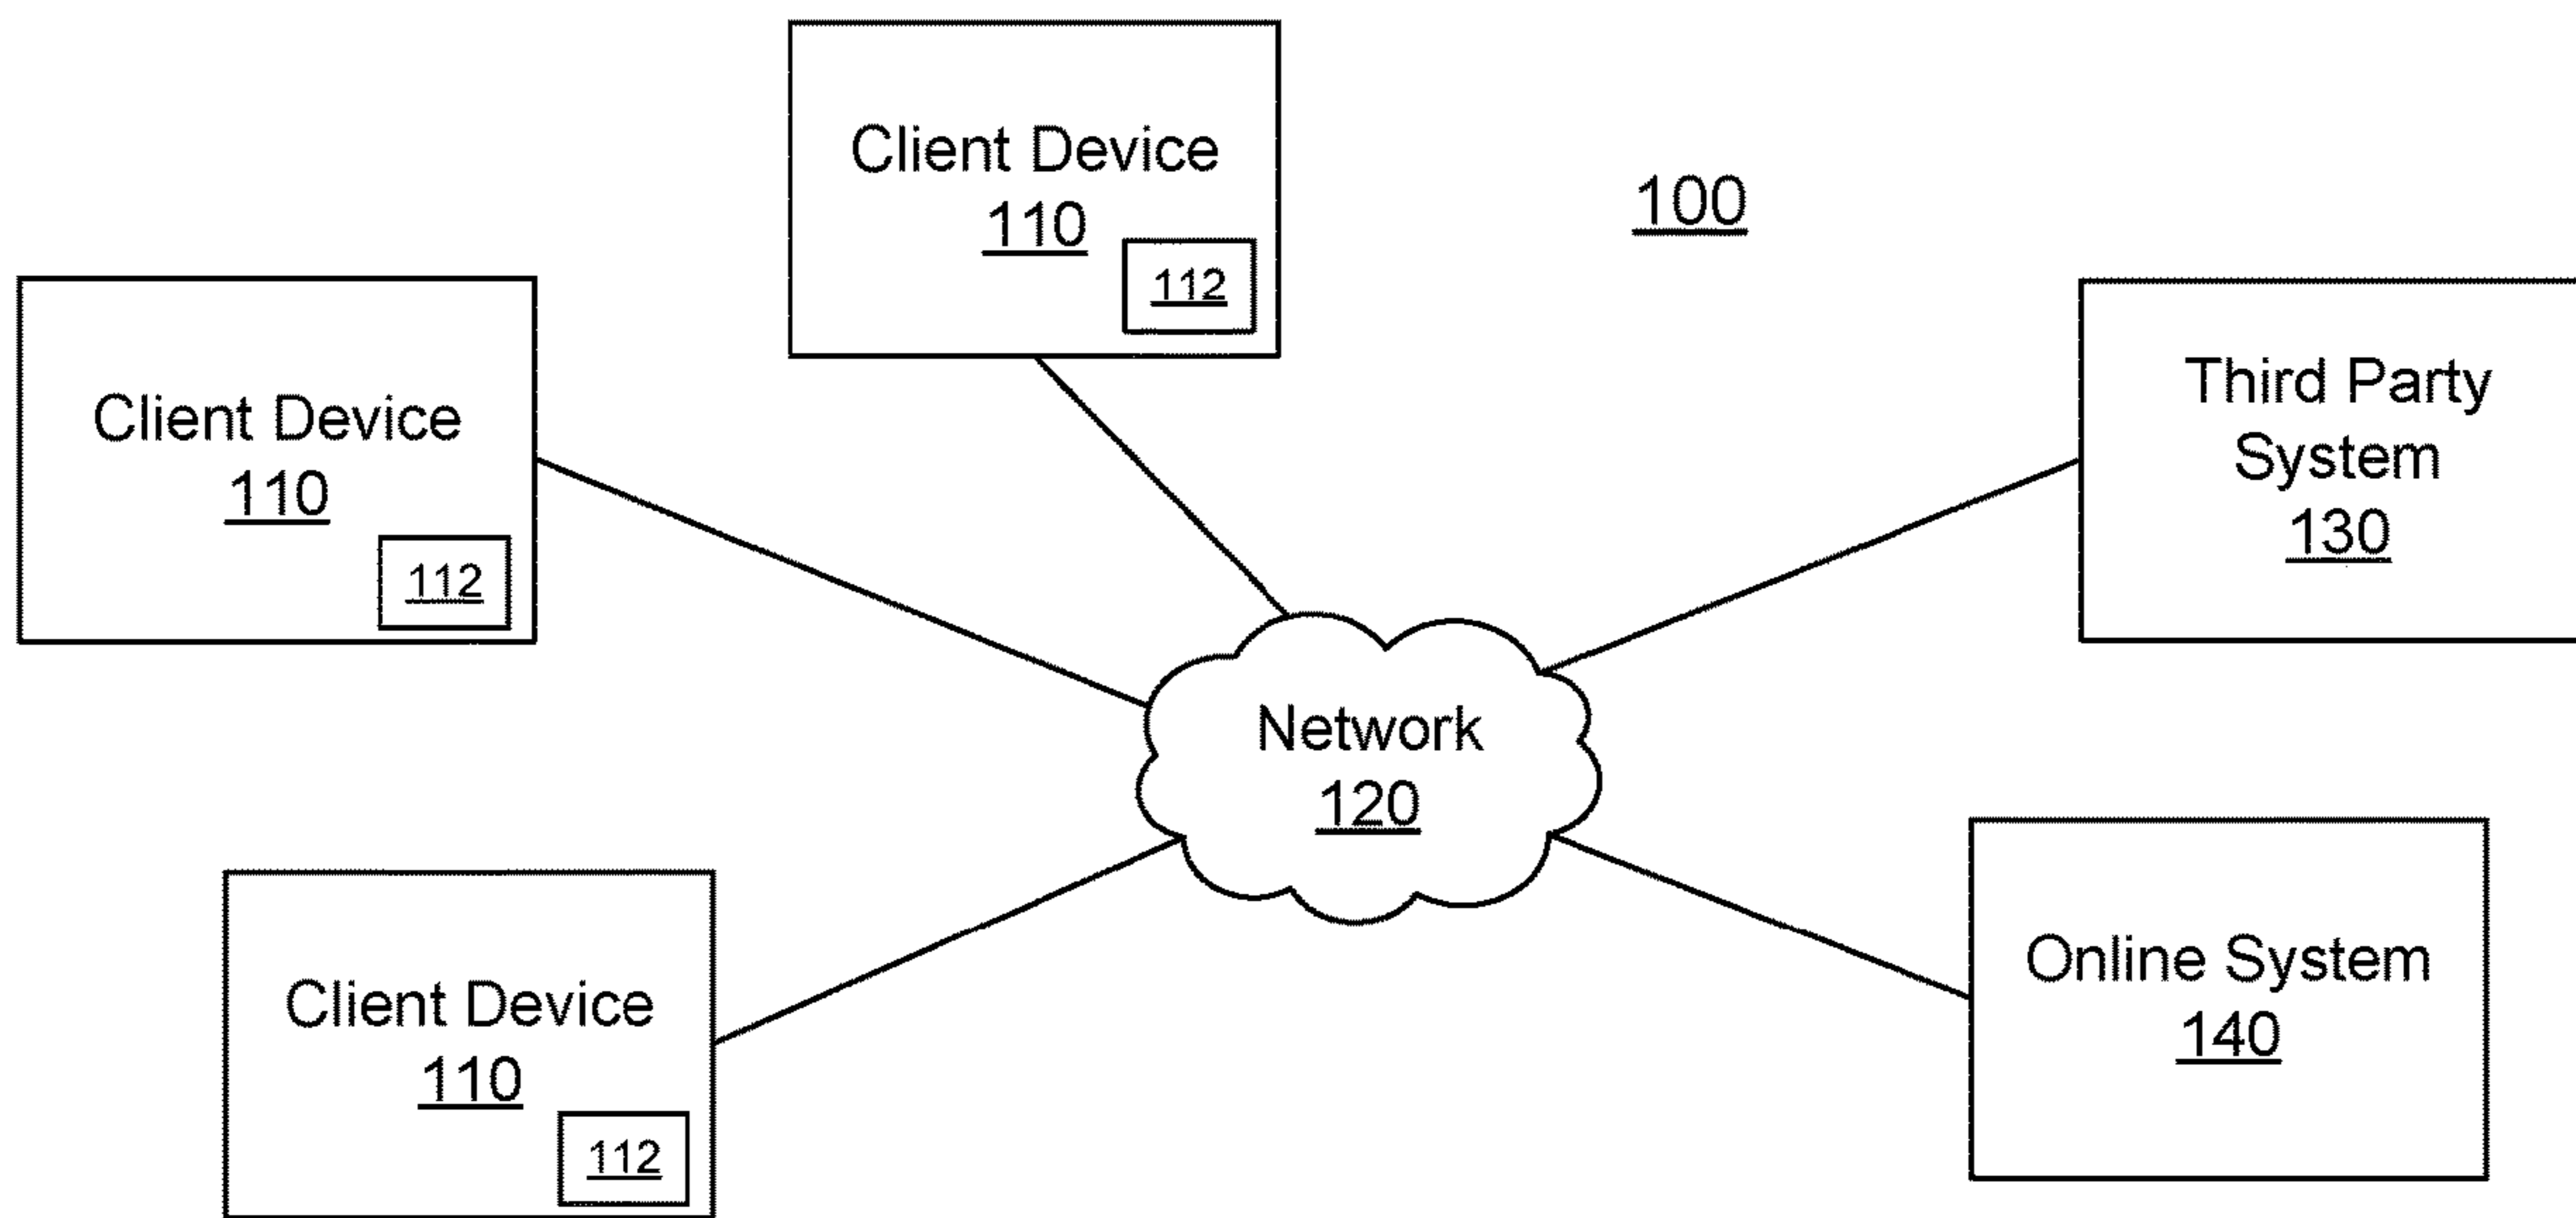 Client Device
110
112
100
Client Device
110
112
Third Party
System
130
Network
120
Online System
140
Client Device
110
112